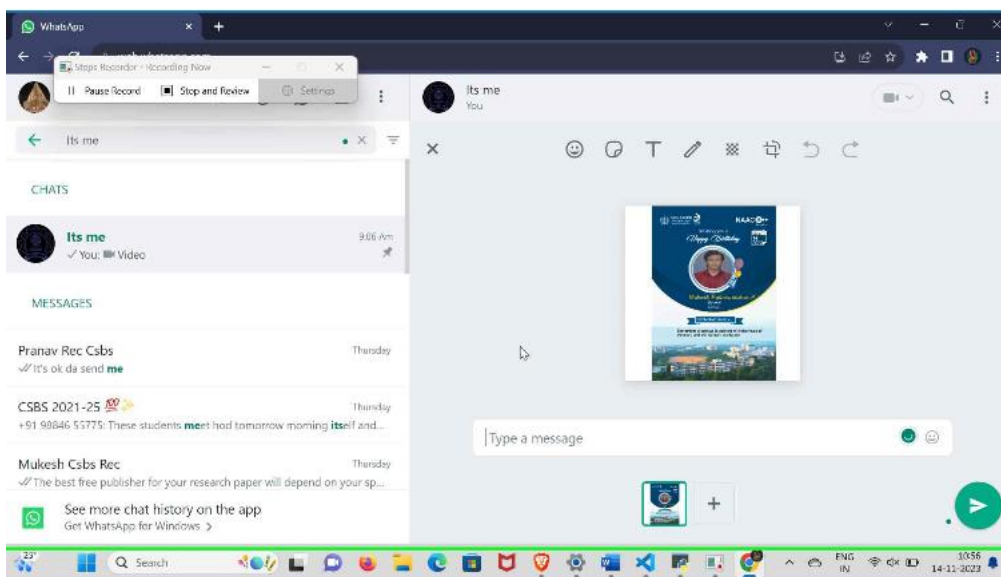 WhatsApp
Steps Recorder - Recording Now
Pause Record
Stop and Review
Settings
Its me
You
Its me
CHATS
Its me
9:06 Am
You: Video
MESSAGES
Pranav Rec Csbs
Thursday
It's ok da send me
CSBS 2021-25
Thursday
+91 99846 55775: These students meet hod tomorrow morning itself and...
Mukesh Csbs Rec
Thursday
The best free publisher for your research paper will depend on your sp...
See more chat history on the app
Get WhatsApp for Windows >
NAAC
Happy Birthday
Type a message
23°
Search
ENG
IN
10:56
14-11-2023